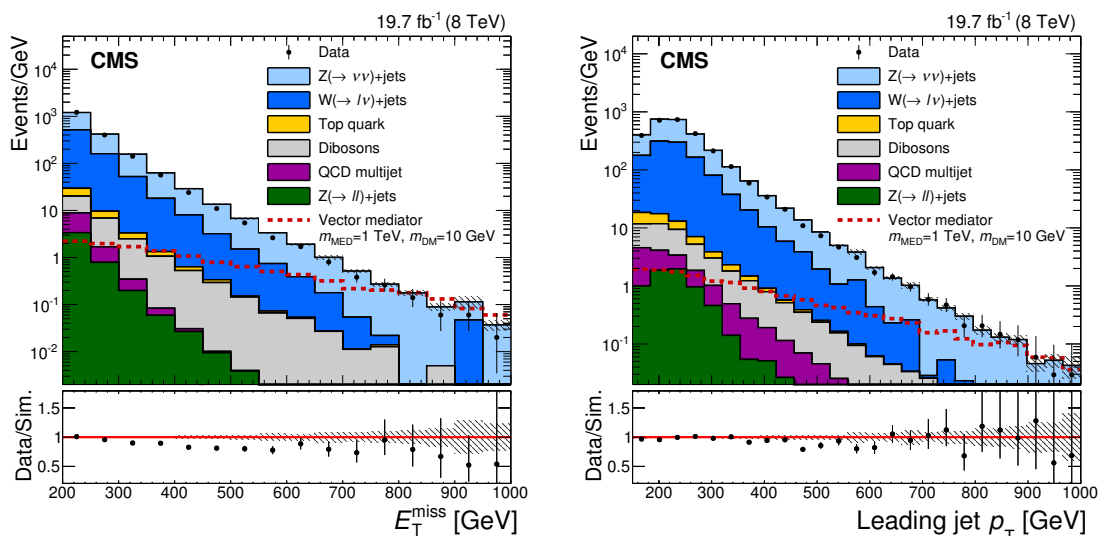 19.7 fb⁻¹ (8 TeV)
CMS
Events/GeV
10⁴
10³
10²
10
1
10⁻¹
10⁻²
Data
Z(→ νν)+jets
W(→ lν)+jets
Top quark
Dibosons
QCD multijet
Z(→ ll)+jets
Vector mediator
m_MED=1 TeV, m_DM=10 GeV
Data/Sim.
1.5
1
0.5
200 300 400 500 600 700 800 900 1000
E_T^miss [GeV]
19.7 fb⁻¹ (8 TeV)
CMS
Events/GeV
10⁴
10³
10²
10
1
10⁻¹
Data
Z(→ νν)+jets
W(→ lν)+jets
Top quark
Dibosons
QCD multijet
Z(→ ll)+jets
Vector mediator
m_MED=1 TeV, m_DM=10 GeV
Data/Sim.
1.5
1
0.5
200 300 400 500 600 700 800 900 1000
Leading jet p_T [GeV]